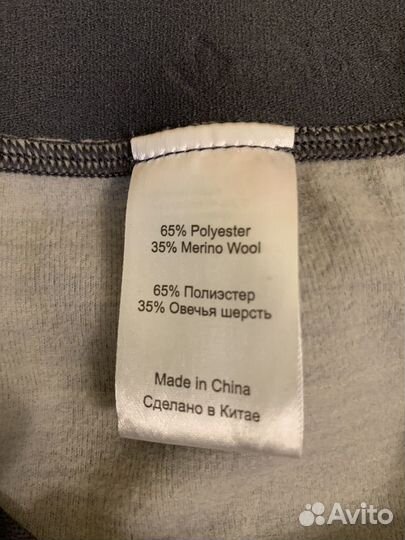 65% Polyester
35% Merino Wool
65% Полиэстер
35% Овечья шерсть
Made in China
Сделано в Китае
Avito